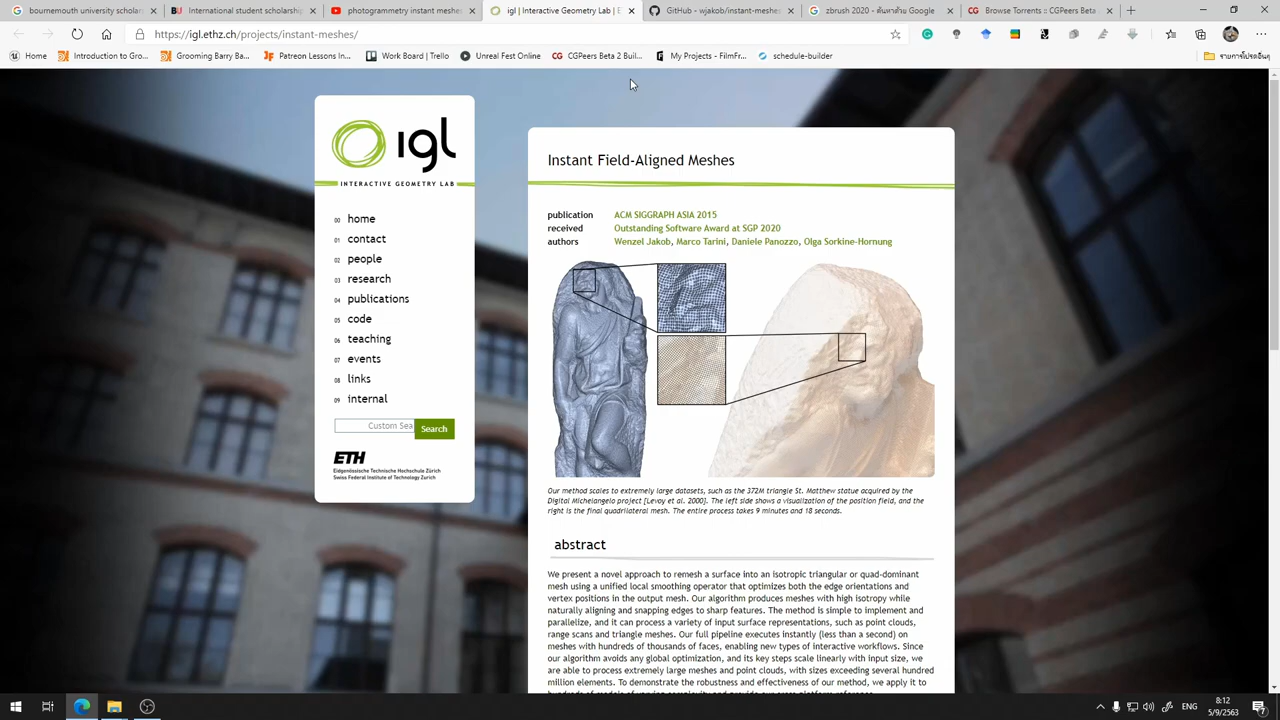 bournemouth university scholars
International student scholarship
photogrammetry instant meshes
igl | Interactive Geometry Lab | E
GitHub - wjakob/instant-meshes
zbrush 2020 - ค้นหาด้วย Google
Browse Torrents :: CGPeers Beta
https://igl.ethz.ch/projects/instant-meshes/
Home
Introduction to Gro...
Grooming Barry Ba...
Patreon Lessons In...
Work Board | Trello
Unreal Fest Online
CGPeers Beta 2 Buil...
My Projects - FilmFr...
schedule-builder
รายการโปรดอื่นๆ
igl
INTERACTIVE GEOMETRY LAB
00 home
01 contact
02 people
03 research
04 publications
05 code
06 teaching
07 events
08 links
09 internal
Custom Sea
Search
ETH
Eidgenössische Technische Hochschule Zürich
Swiss Federal Institute of Technology Zurich
Instant Field-Aligned Meshes
publication ACM SIGGRAPH ASIA 2015
received Outstanding Software Award at SGP 2020
authors Wenzel Jakob, Marco Tarini, Daniele Panozzo, Olga Sorkine-Hornung
Our method scales to extremely large datasets, such as the 372M triangle St. Matthew statue acquired by the
Digital Michelangelo project [Levoy et al. 2000]. The left side shows a visualization of the position field, and the
right is the final quadrilateral mesh. The entire process takes 9 minutes and 18 seconds.
abstract
We present a novel approach to remesh a surface into an isotropic triangular or quad-dominant
mesh using a unified local smoothing operator that optimizes both the edge orientations and
vertex positions in the output mesh. Our algorithm produces meshes with high isotropy while
naturally aligning and snapping edges to sharp features. The method is simple to implement and
parallelize, and it can process a variety of input surface representations, such as point clouds,
range scans and triangle meshes. Our full pipeline executes instantly (less than a second) on
meshes with hundreds of thousands of faces, enabling new types of interactive workflows. Since
our algorithm avoids any global optimization, and its key steps scale linearly with input size, we
are able to process extremely large meshes and point clouds, with sizes exceeding several hundred
million elements. To demonstrate the robustness and effectiveness of our method, we apply it to
ENG
8:12
5/9/2563